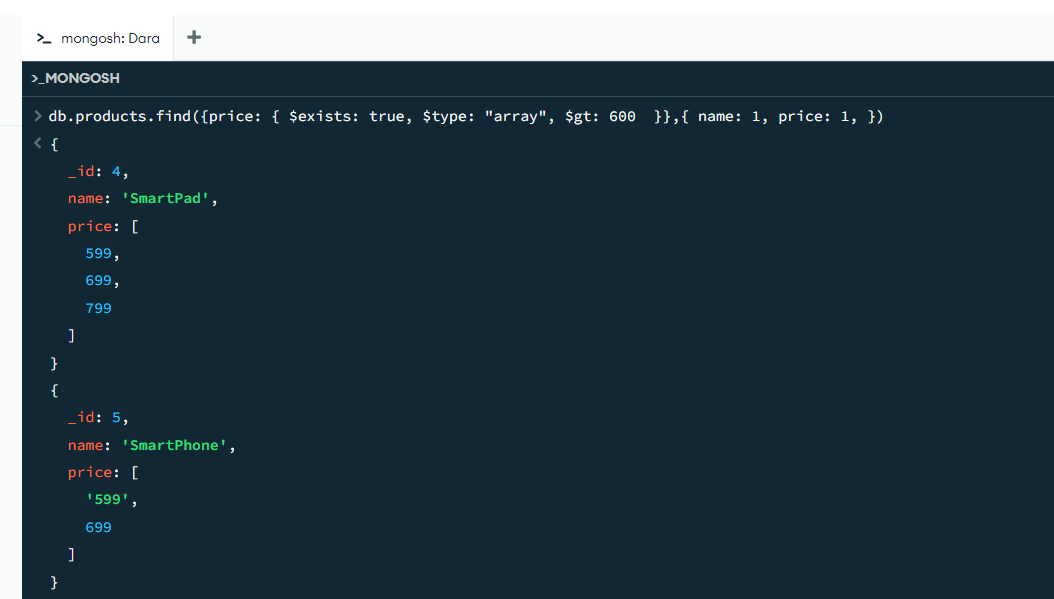 >_ mongosh: Dara +
>_MONGOSH
> db.products.find({price: { $exists: true, $type: "array", $gt: 600  }},{ name: 1, price: 1, })
< {
_id: 4,
name: 'SmartPad',
price: [
599,
699,
799
]
}
{
_id: 5,
name: 'SmartPhone',
price: [
'599',
699
]
}